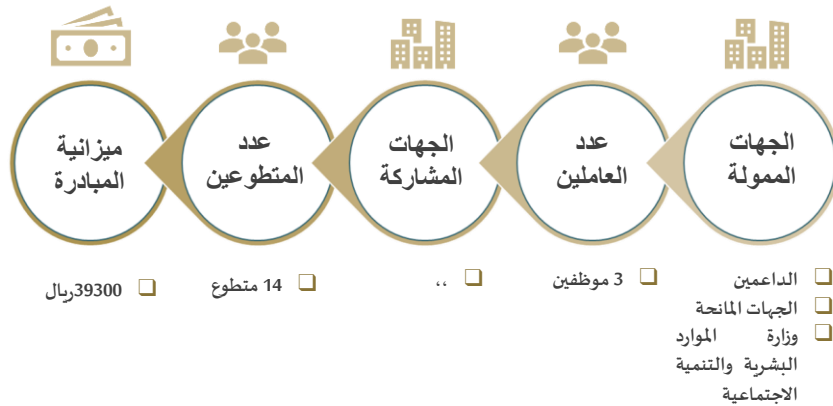 الجهات
الممولة
عدد
العاملين
الجهات
المشاركة
عدد
المتطوعين
ميزانية
المبادرة
الداعمين
الجهات المانحة
وزارة الموارد
البشرية والتنمية
الاجتماعية
3 موظفين
،،
14 متطوع
39300ريال